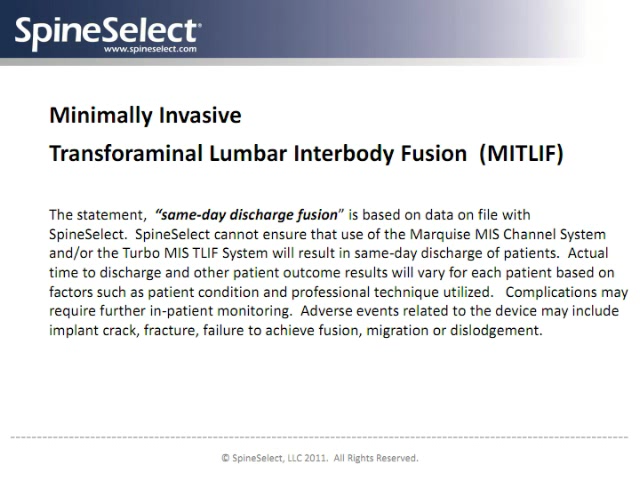 SpineSelect®
www.spineselect.com
Minimally Invasive
Transforaminal Lumbar Interbody Fusion (MITLIF)
The statement, “same-day discharge fusion” is based on data on file with
SpineSelect. SpineSelect cannot ensure that use of the Marquise MIS Channel System
and/or the Turbo MIS TLIF System will result in same-day discharge of patients. Actual
time to discharge and other patient outcome results will vary for each patient based on
factors such as patient condition and professional technique utilized. Complications may
require further in-patient monitoring. Adverse events related to the device may include
implant crack, fracture, failure to achieve fusion, migration or dislodgement.
© SpineSelect, LLC 2011. All Rights Reserved.